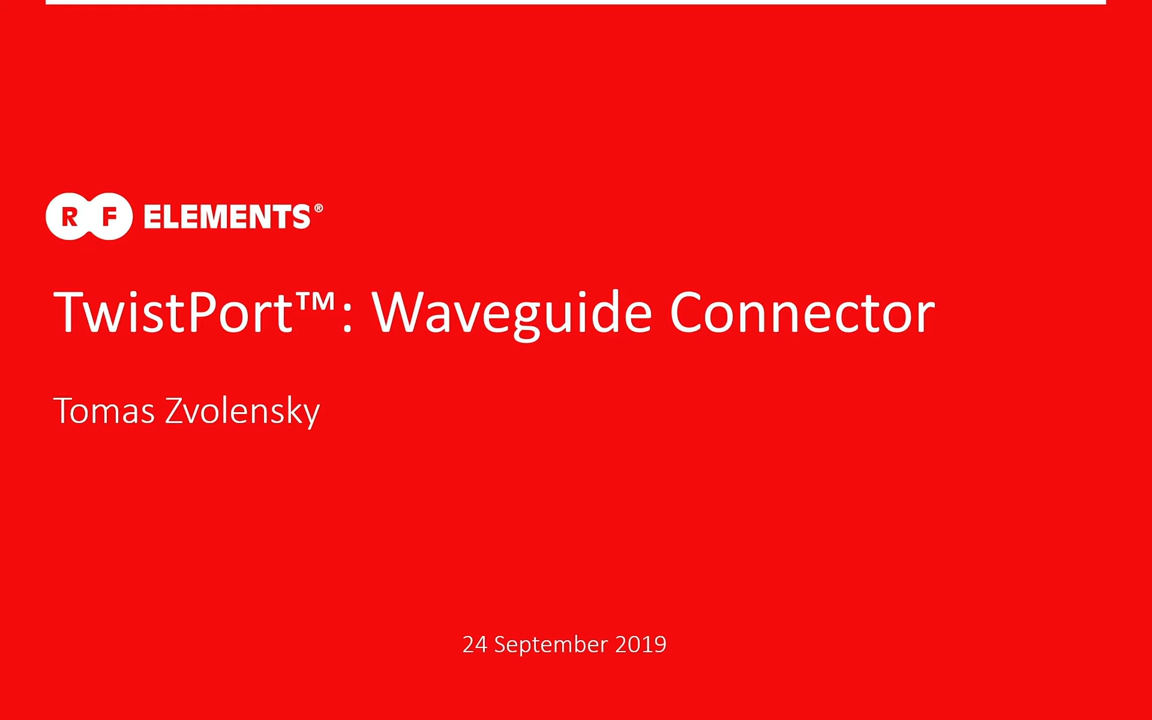 RF ELEMENTS®
TwistPort™: Waveguide Connector
Tomas Zvolensky
24 September 2019